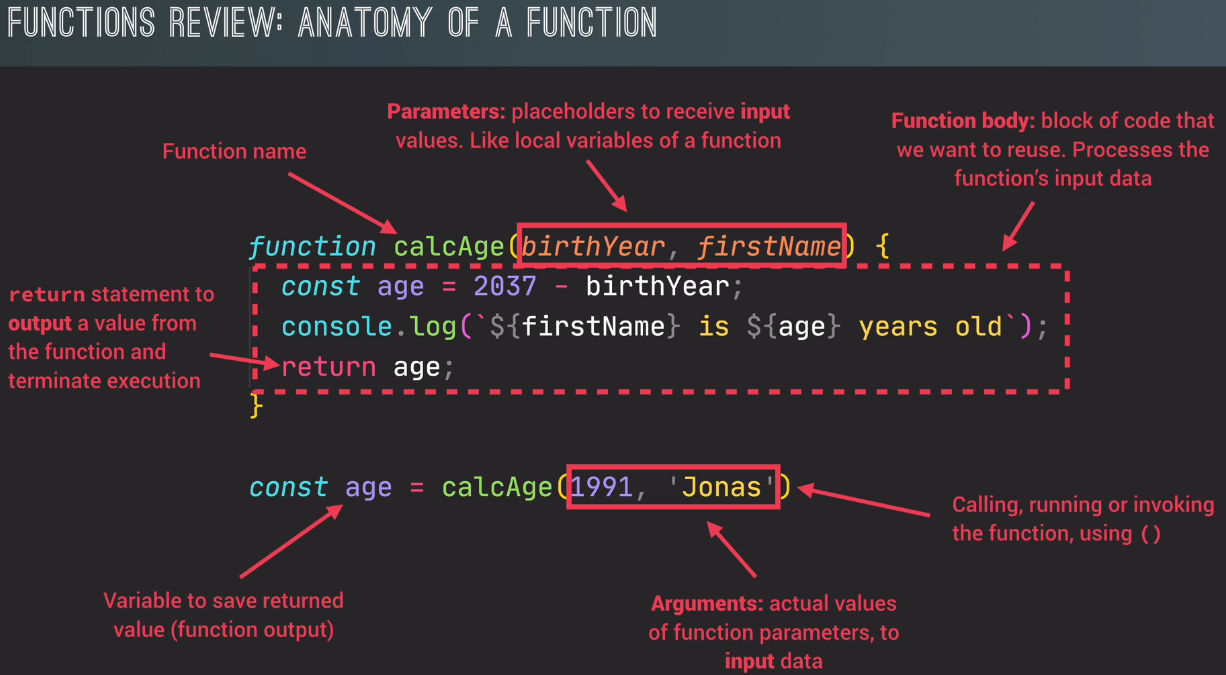 FUNCTIONS REVIEW: ANATOMY OF A FUNCTION
Parameters: placeholders to receive input
values. Like local variables of a function
Function name
Function body: block of code that
we want to reuse. Processes the
function's input data
function calcAge(birthYear, firstName) {
const age = 2037 - birthYear;
console.log(`${firstName} is ${age} years old`);
return age;
}
return statement to
output a value from
the function and
terminate execution
const age = calcAge(1991, 'Jonas')
Calling, running or invoking
the function, using ()
Variable to save returned
value (function output)
Arguments: actual values
of function parameters, to
input data